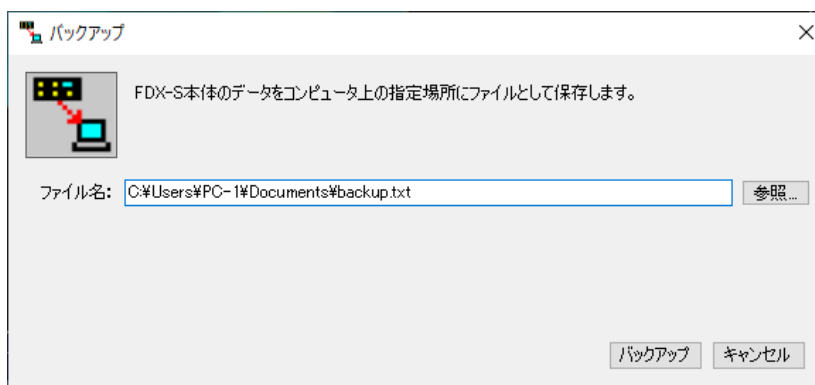 バックアップ
FDX-S本体のデータをコンピュータ上の指定場所にファイルとして保存します。
ファイル名: C:¥Users¥PC-1¥Documents¥backup.txt 参照...
バックアップ キャンセル